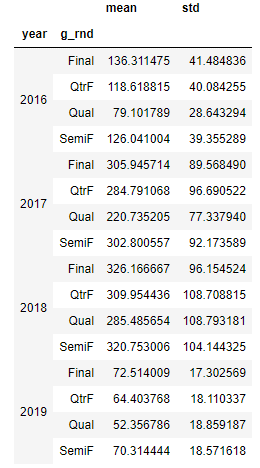 mean std
year g_rnd
2016 Final 136.311475 41.484836
QtrF 118.618815 40.084255
Qual 79.101789 28.643294
SemiF 126.041004 39.355289
2017 Final 305.945714 89.568490
QtrF 284.791068 96.690522
Qual 220.735205 77.337940
SemiF 302.800557 92.173589
2018 Final 326.166667 96.154524
QtrF 309.954436 108.708815
Qual 285.485654 108.793181
SemiF 320.753006 104.144325
2019 Final 72.514009 17.302569
QtrF 64.403768 18.110337
Qual 52.356786 18.859187
SemiF 70.314444 18.571618